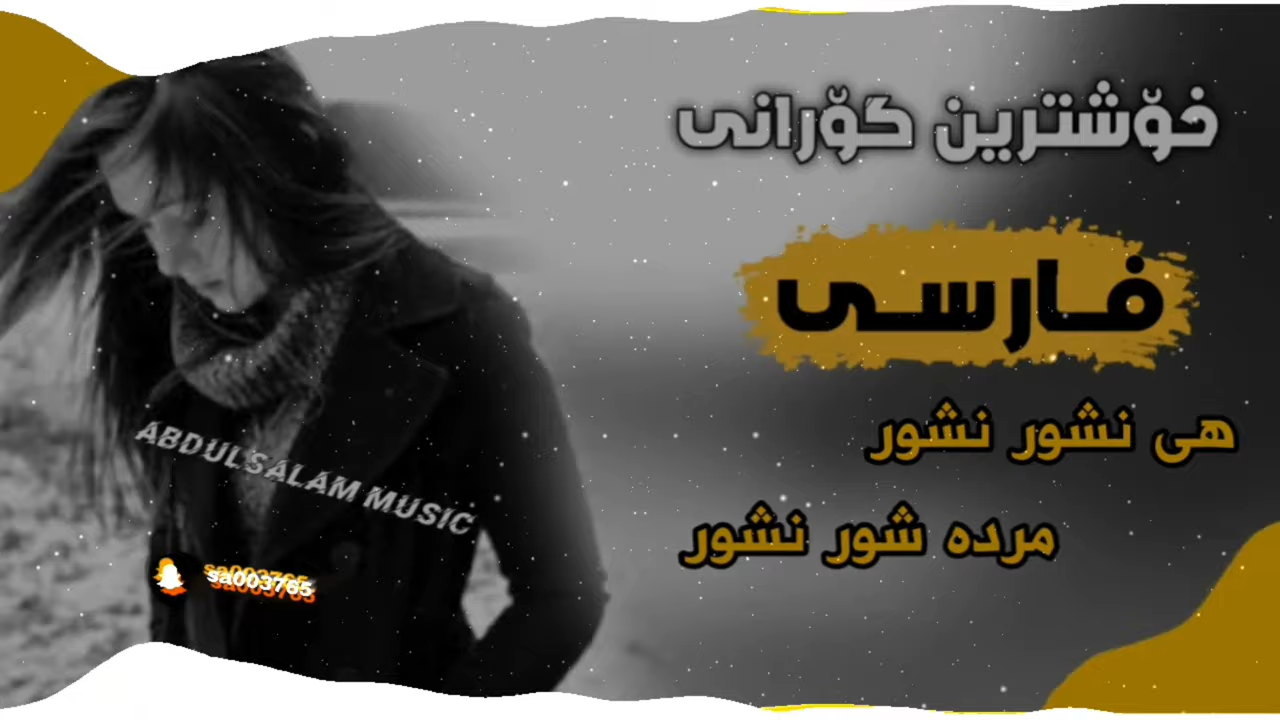 خۆشترین گۆرانی
فارسی
هی نشور نشور
مرده شور نشور
ABDULSALAM MUSIC
sa003765